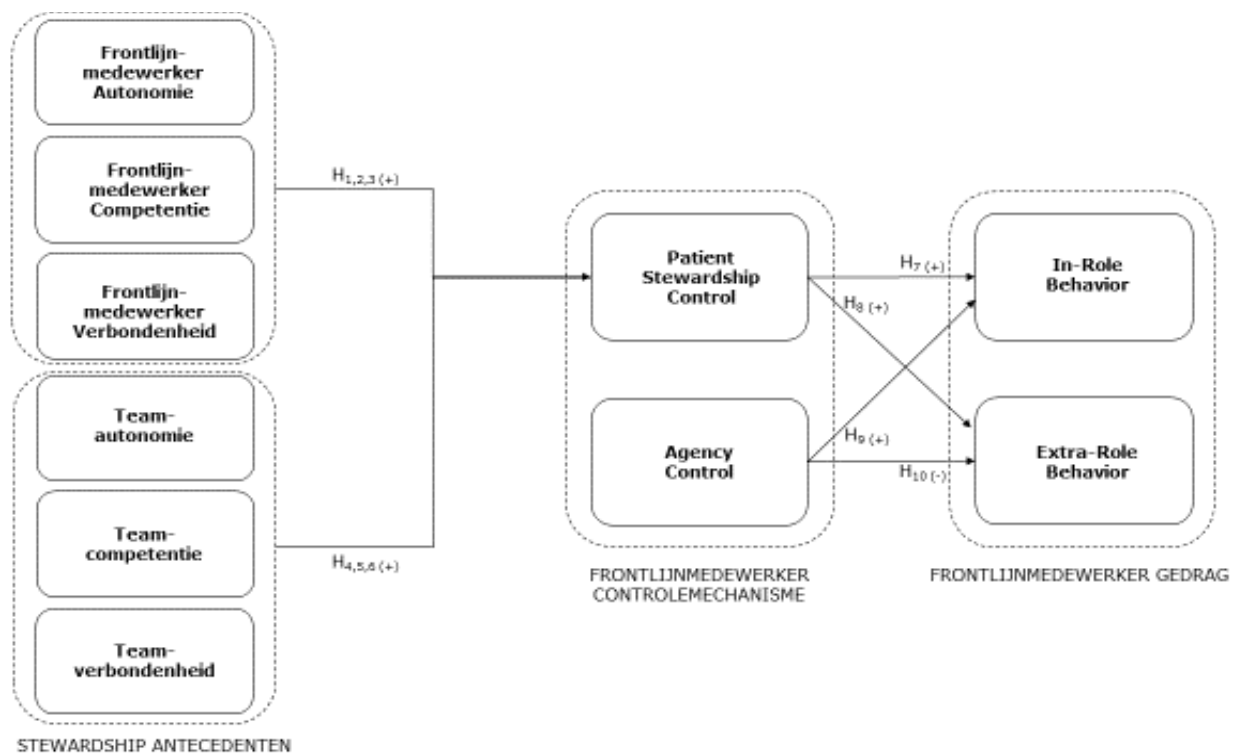 Frontlijn-
medewerker
Autonomie
Frontlijn-
medewerker
Competentie
Frontlijn-
medewerker
Verbondenheid
Team-
autonomie
Team-
competentie
Team-
verbondenheid
STEWARDSHIP ANTECEDENTEN
H1,2,3 (+)
H4,5,6 (+)
Patient
Stewardship
Control
Agency
Control
FRONTLIJNMEDEWERKER
CONTROLEMECHANISME
H7 (+)
H8 (+)
H9 (+)
H10 (-)
In-Role
Behavior
Extra-Role
Behavior
FRONTLIJNMEDEWERKER GEDRAG